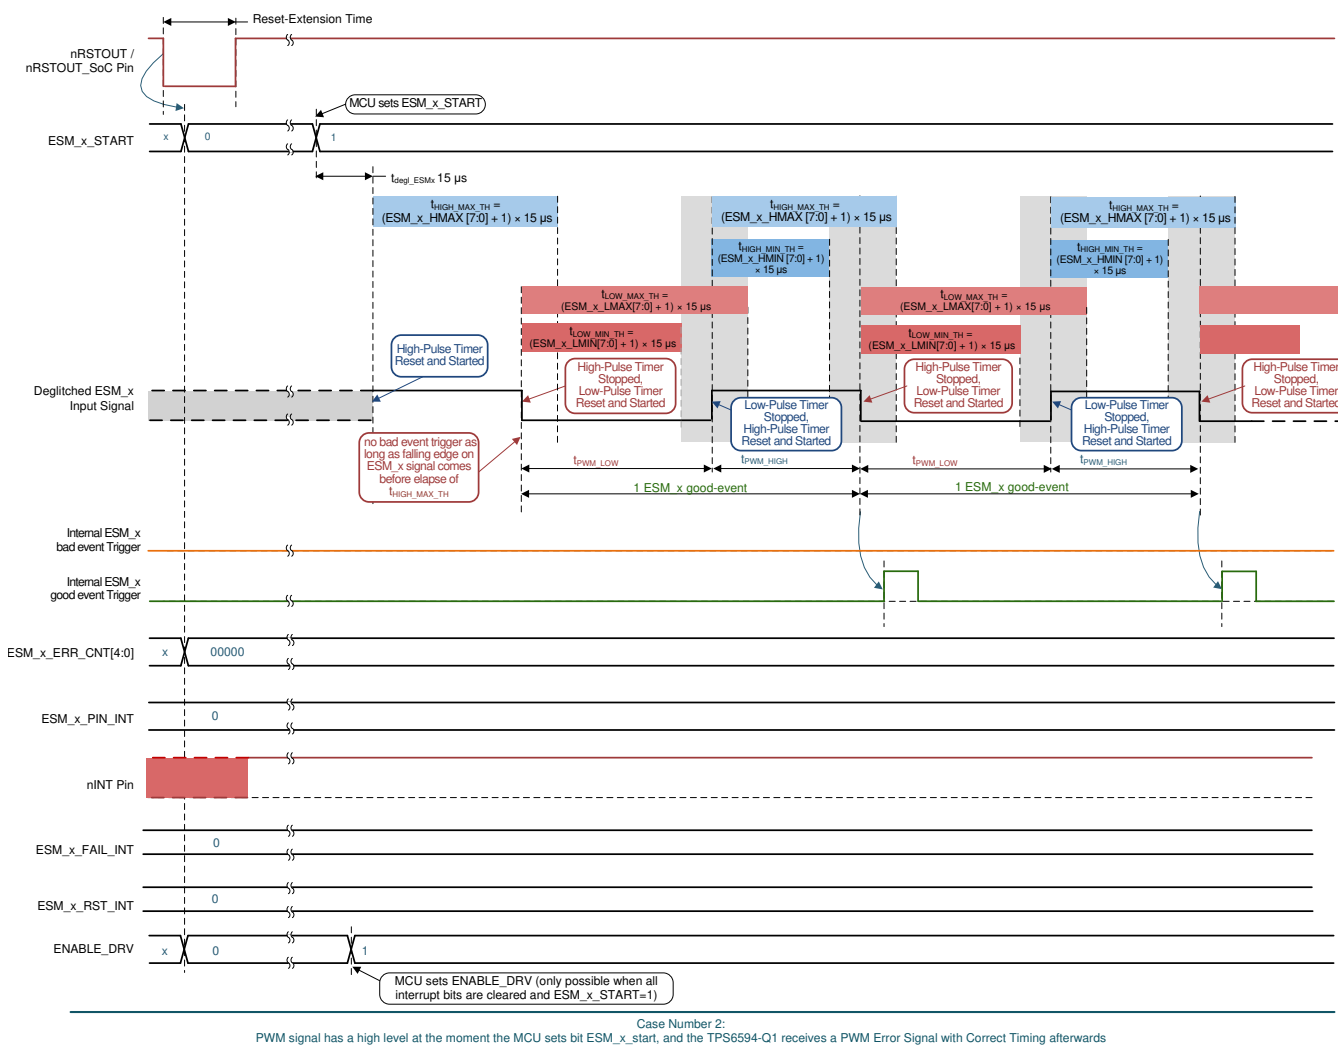 Reset-Extension Time
nRSTOUT /
nRSTOUT_SoC Pin
MCU sets ESM_x_START
ESM_x_START
x
0
1
tdegl_ESMx 15 µs
tHIGH_MAX_TH =
(ESM_x_HMAX [7:0] + 1) × 15 µs
tHIGH_MAX_TH =
(ESM_x_HMAX [7:0] + 1) × 15 µs
tHIGH_MAX_TH =
(ESM_x_HMAX [7:0] + 1) × 15 µs
tHIGH_MIN_TH =
(ESM_x_HMIN [7:0] + 1)
× 15 µs
tHIGH_MIN_TH =
(ESM_x_HMIN [7:0] + 1)
× 15 µs
tLOW_MAX_TH =
(ESM_x_LMAX[7:0] + 1) × 15 µs
tLOW_MAX_TH =
(ESM_x_LMAX[7:0] + 1) × 15 µs
tLOW_MIN_TH =
(ESM_x_LMIN[7:0] + 1) × 15 µs
tLOW_MIN_TH =
(ESM_x_LMIN[7:0] + 1) × 15 µs
High-Pulse Timer
Reset and Started
High-Pulse Timer
Stopped,
Low-Pulse Timer
Reset and Started
High-Pulse Timer
Stopped,
Low-Pulse Timer
Reset and Started
High-Pulse Timer
Stopped,
Low-Pulse Timer
Reset and Started
Deglitched ESM_x
Input Signal
Low-Pulse Timer
Stopped,
High-Pulse Timer
Reset and Started
Low-Pulse Timer
Stopped,
High-Pulse Timer
Reset and Started
no bad event trigger as
long as falling edge on
ESM_x signal comes
before elapse of
tHIGH_MAX_TH
tPWM_LOW
tPWM_HIGH
tPWM_LOW
tPWM_HIGH
1 ESM_x good-event
1 ESM_x good-event
Internal ESM_x
bad event Trigger
Internal ESM_x
good event Trigger
ESM_x_ERR_CNT[4:0]
x
00000
ESM_x_PIN_INT
0
nINT Pin
ESM_x_FAIL_INT
0
ESM_x_RST_INT
0
ENABLE_DRV
x
0
1
MCU sets ENABLE_DRV (only possible when all
interrupt bits are cleared and ESM_x_START=1)
Case Number 2:
PWM signal has a high level at the moment the MCU sets bit ESM_x_start, and the TPS6594-Q1 receives a PWM Error Signal with Correct Timing afterwards